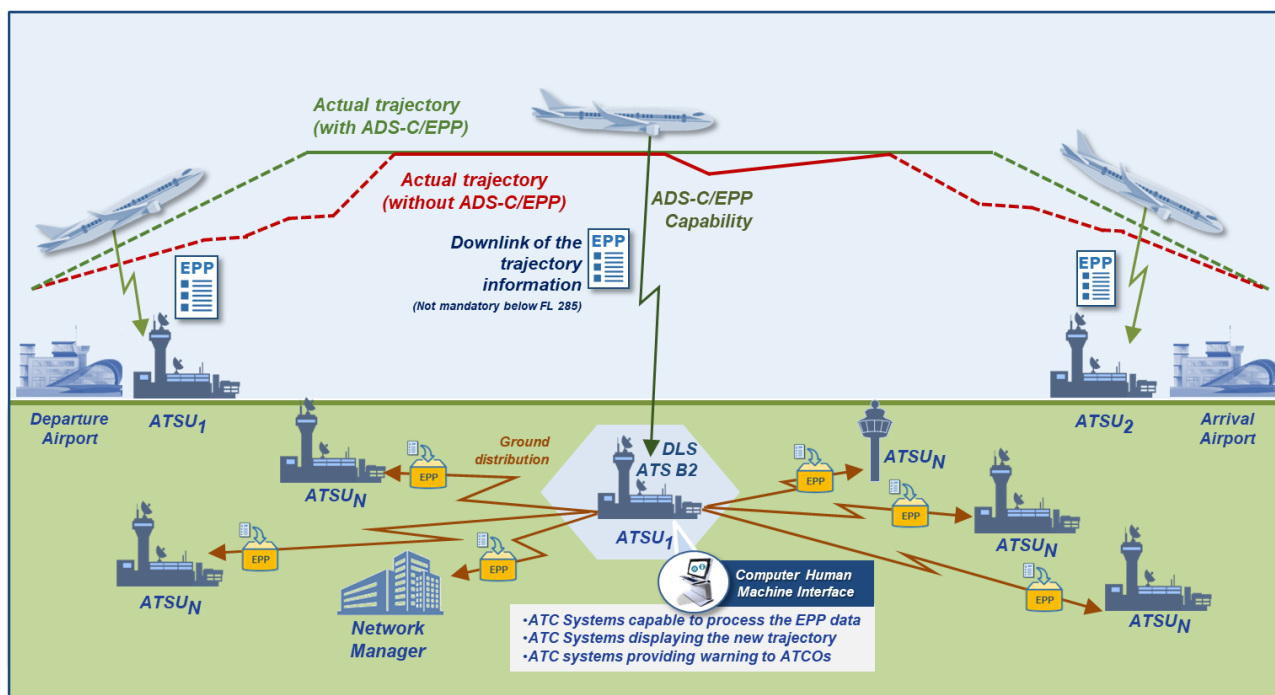 Actual trajectory
(with ADS-C/EPP)
Actual trajectory
(without ADS-C/EPP)
ADS-C/EPP
Capability
Downlink of the
trajectory
information
(Not mandatory below FL 285)
EPP
EPP
EPP
Departure
Airport
ATSU1
ATSU2
Arrival
Airport
Ground
distribution
DLS
ATS B2
ATSU1
EPP
ATSUN
EPP
ATSUN
EPP
Network
Manager
EPP
ATSUN
EPP
ATSUN
EPP
ATSUN
Computer Human
Machine Interface
•ATC Systems capable to process the EPP data
•ATC Systems displaying the new trajectory
•ATC systems providing warning to ATCOs